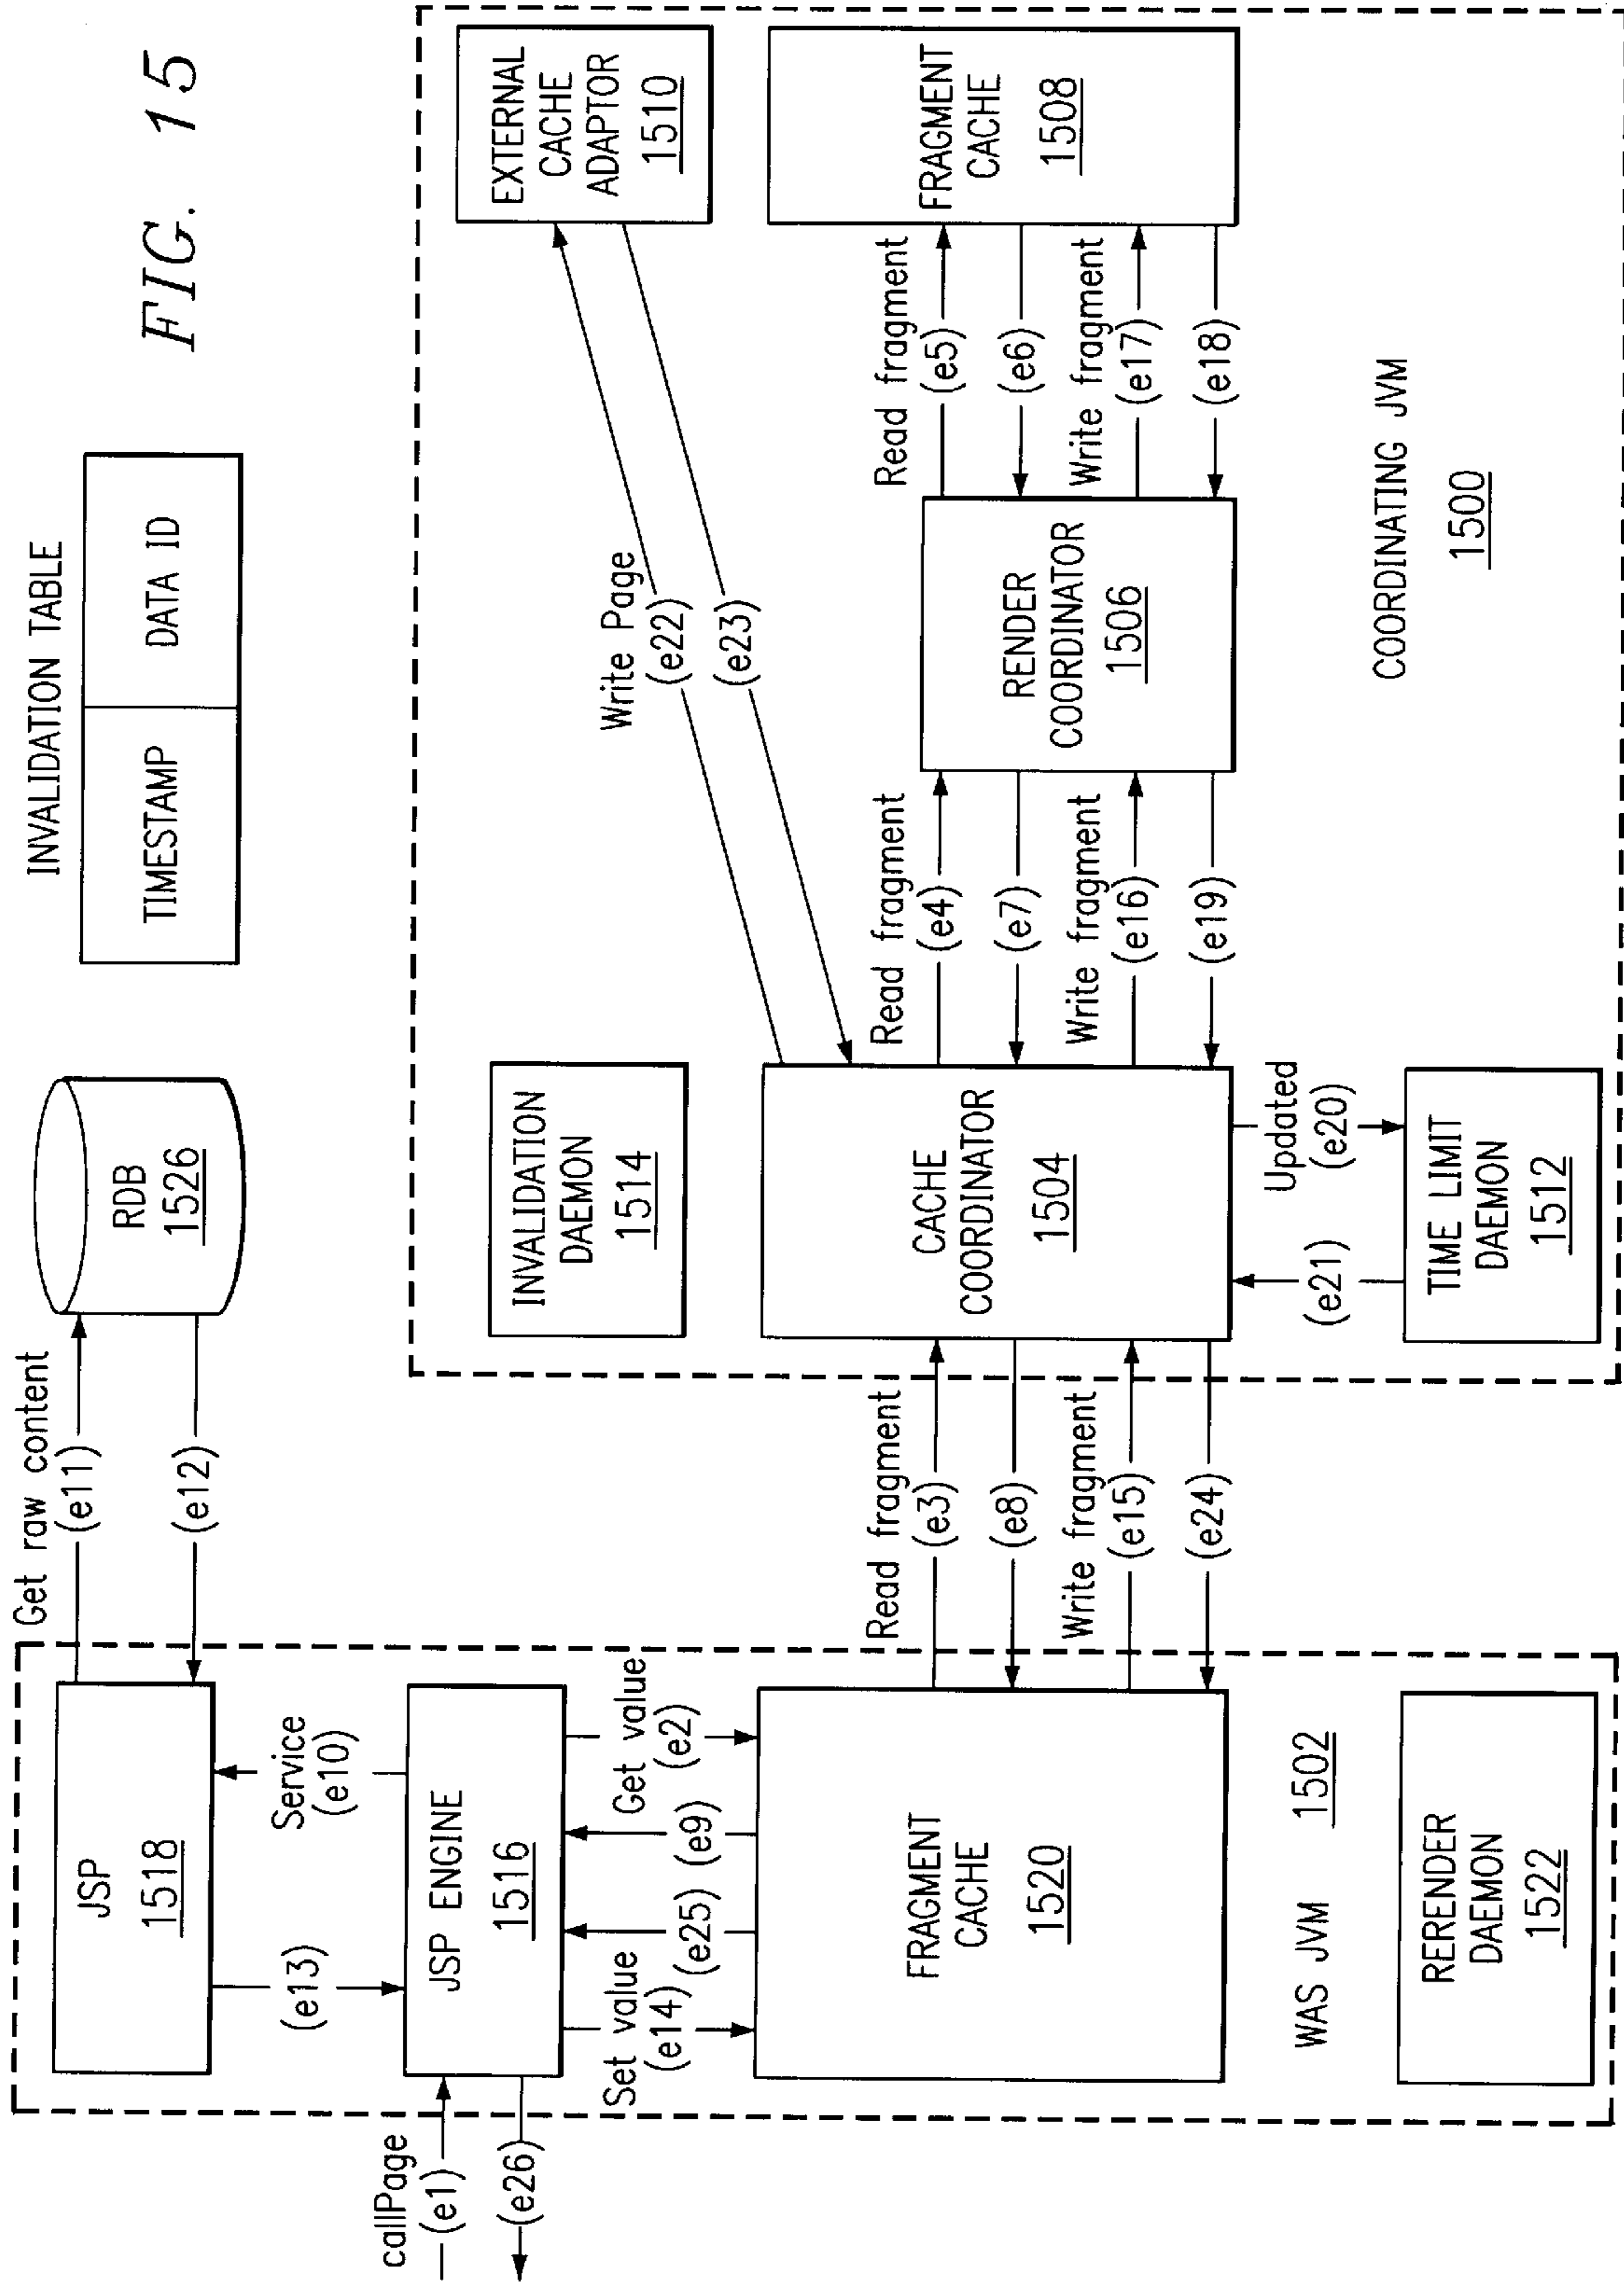 FIG. 15
INVALIDATION TABLE
TIMESTAMP
DATA ID
RDB
1526
Get raw content
(e11)
(e12)
JSP
1518
Service
(e10)
(e13)
callPage
(e1)
(e26)
JSP ENGINE
1516
Set value
(e14)
(e25)
(e9)
Get value
(e2)
FRAGMENT
CACHE
1520
WAS JVM
1502
RERENDER
DAEMON
1522
Read fragment
(e3)
(e8)
Write fragment
(e15)
(e24)
INVALIDATION
DAEMON
1514
CACHE
COORDINATOR
1504
(e21)
Updated
(e20)
TIME LIMIT
DAEMON
1512
Write Page
(e22)
(e23)
Read fragment
(e4)
(e7)
Write fragment
(e16)
(e19)
RENDER
COORDINATOR
1506
Read fragment
(e5)
(e6)
Write fragment
(e17)
(e18)
EXTERNAL
CACHE
ADAPTOR
1510
FRAGMENT
CACHE
1508
COORDINATING JVM
1500